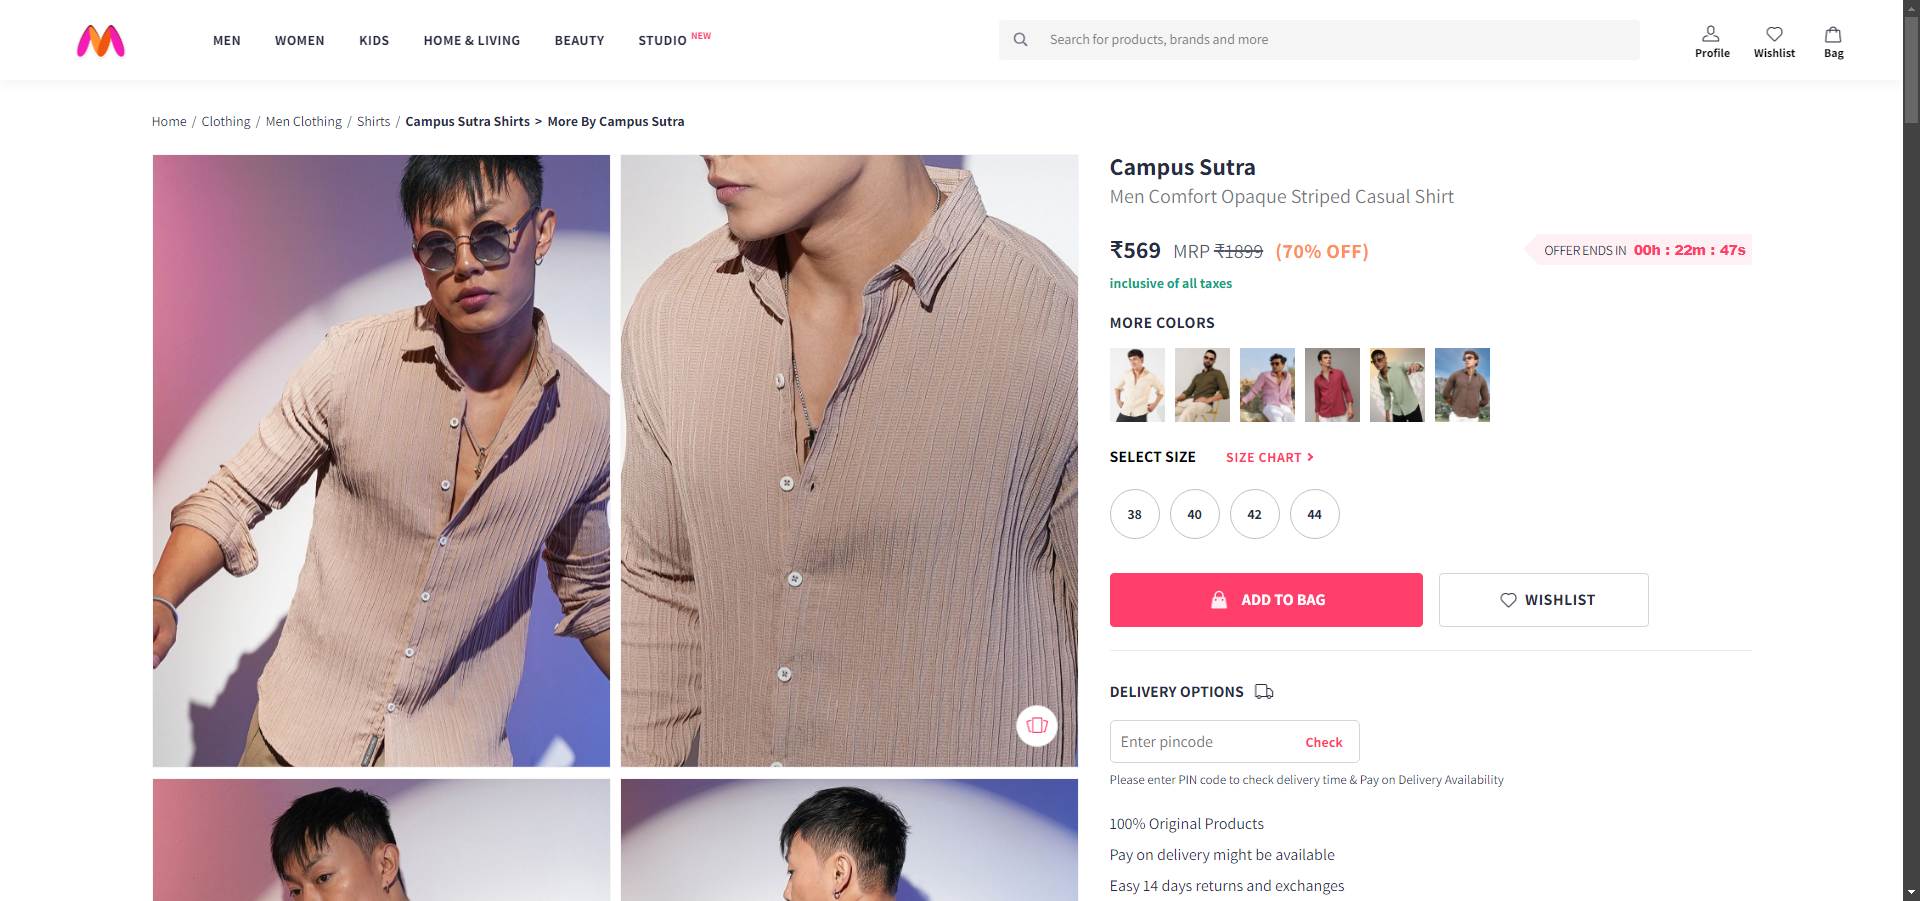 MEN WOMEN KIDS HOME & LIVING BEAUTY STUDIO NEW
Search for products, brands and more
Profile Wishlist Bag
Home / Clothing / Men Clothing / Shirts / Campus Sutra Shirts > More By Campus Sutra
Campus Sutra
Men Comfort Opaque Striped Casual Shirt
₹569 MRP ₹1899 (70% OFF)
OFFER ENDS IN 00h : 22m : 47s
inclusive of all taxes
MORE COLORS
SELECT SIZE SIZE CHART >
38 40 42 44
ADD TO BAG WISHLIST
DELIVERY OPTIONS
Enter pincode Check
Please enter PIN code to check delivery time & Pay on Delivery Availability
100% Original Products
Pay on delivery might be available
Easy 14 days returns and exchanges